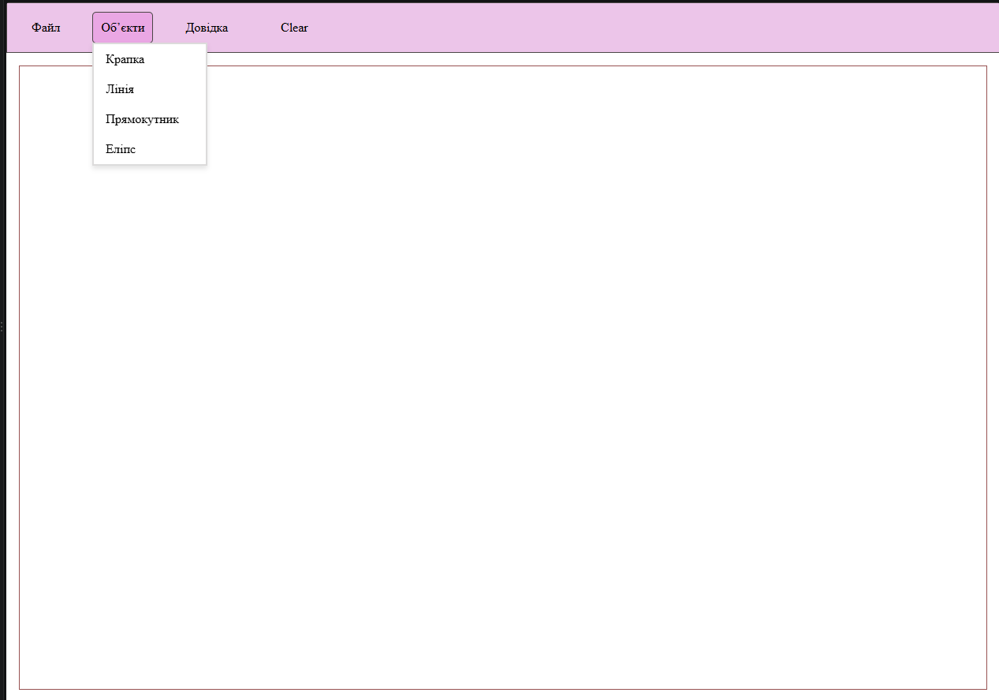 Файл Об’єкти Довідка Clear
Крапка
Лінія
Прямокутник
Еліпс